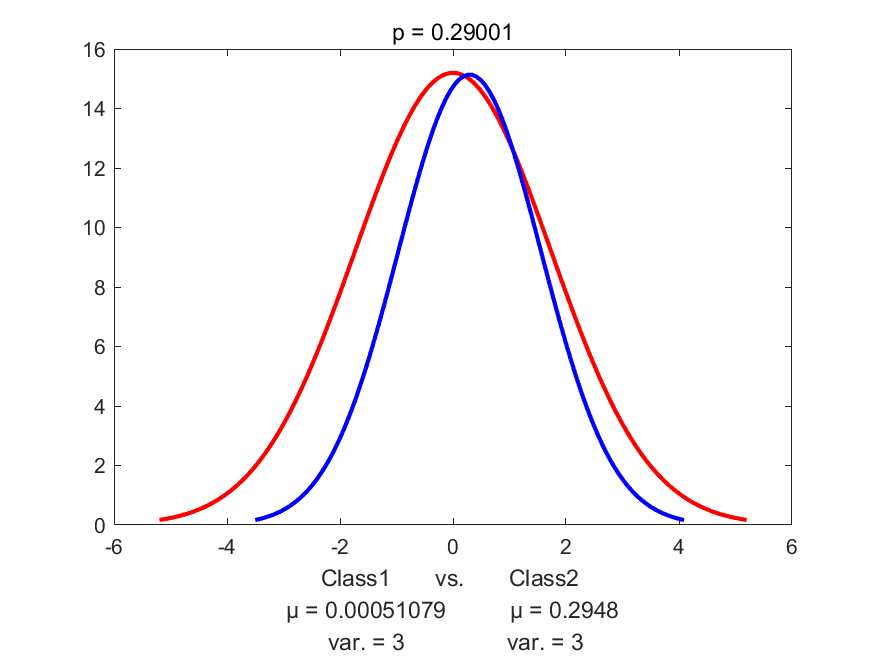 p = 0.29001
16
14
12
10
8
6
4
2
0
-6 -4 -2 0 2 4 6
Class1 vs. Class2
μ = 0.00051079 μ = 0.2948
var. = 3 var. = 3